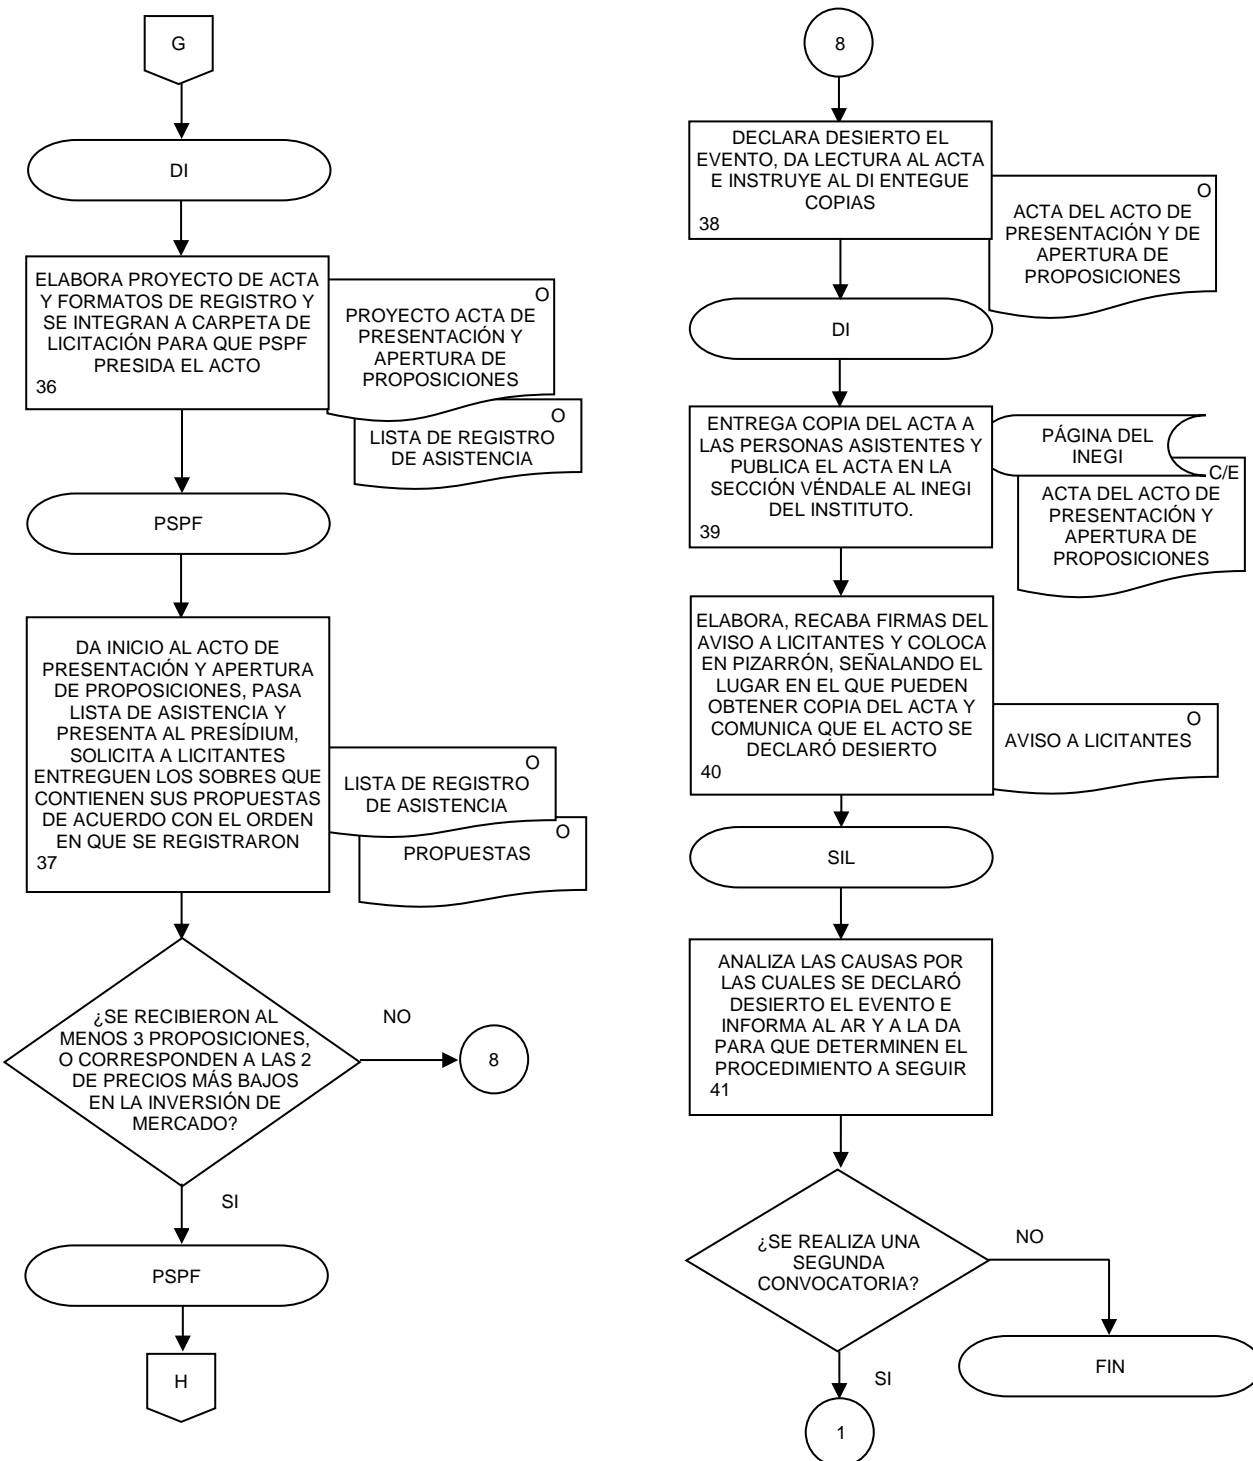 G
DI
ELABORA PROYECTO DE ACTA
Y FORMATOS DE REGISTRO Y
SE INTEGRAN A CARPETA DE
LICITACIÓN PARA QUE PSPF
PRESIDA EL ACTO
36
O
PROYECTO ACTA DE
PRESENTACIÓN Y
APERTURA DE
PROPOSICIONES
O
LISTA DE REGISTRO
DE ASISTENCIA
PSPF
DA INICIO AL ACTO DE
PRESENTACIÓN Y APERTURA
DE PROPOSICIONES, PASA
LISTA DE ASISTENCIA Y
PRESENTA AL PRESÍDIUM,
SOLICITA A LICITANTES
ENTREGUEN LOS SOBRES QUE
CONTIENEN SUS PROPUESTAS
DE ACUERDO CON EL ORDEN
EN QUE SE REGISTRARON
37
O
LISTA DE REGISTRO
DE ASISTENCIA
O
PROPUESTAS
¿SE RECIBIERON AL
MENOS 3 PROPOSICIONES,
O CORRESPONDEN A LAS 2
DE PRECIOS MÁS BAJOS
EN LA INVERSIÓN DE
MERCADO?
NO
8
SI
PSPF
H
8
DECLARA DESIERTO EL
EVENTO, DA LECTURA AL ACTA
E INSTRUYE AL DI ENTEGUE
COPIAS
38
O
ACTA DEL ACTO DE
PRESENTACIÓN Y DE
APERTURA DE
PROPOSICIONES
DI
ENTREGA COPIA DEL ACTA A
LAS PERSONAS ASISTENTES Y
PUBLICA EL ACTA EN LA
SECCIÓN VÉNDALE AL INEGI
DEL INSTITUTO.
39
PÁGINA DEL
INEGI
C/E
ACTA DEL ACTO DE
PRESENTACIÓN Y
APERTURA DE
PROPOSICIONES
ELABORA, RECABA FIRMAS DEL
AVISO A LICITANTES Y COLOCA
EN PIZARRÓN, SEÑALANDO EL
LUGAR EN EL QUE PUEDEN
OBTENER COPIA DEL ACTA Y
COMUNICA QUE EL ACTO SE
DECLARÓ DESIERTO
40
O
AVISO A LICITANTES
SIL
ANALIZA LAS CAUSAS POR
LAS CUALES SE DECLARÓ
DESIERTO EL EVENTO E
INFORMA AL AR Y A LA DA
PARA QUE DETERMINEN EL
PROCEDIMIENTO A SEGUIR
41
¿SE REALIZA UNA
SEGUNDA
CONVOCATORIA?
NO
FIN
SI
1